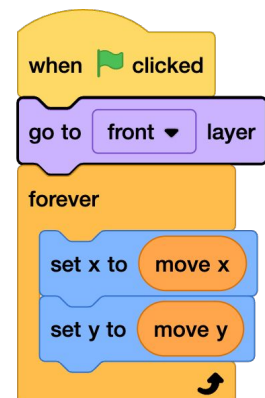 when clicked
go to front layer
forever
set x to move x
set y to move y